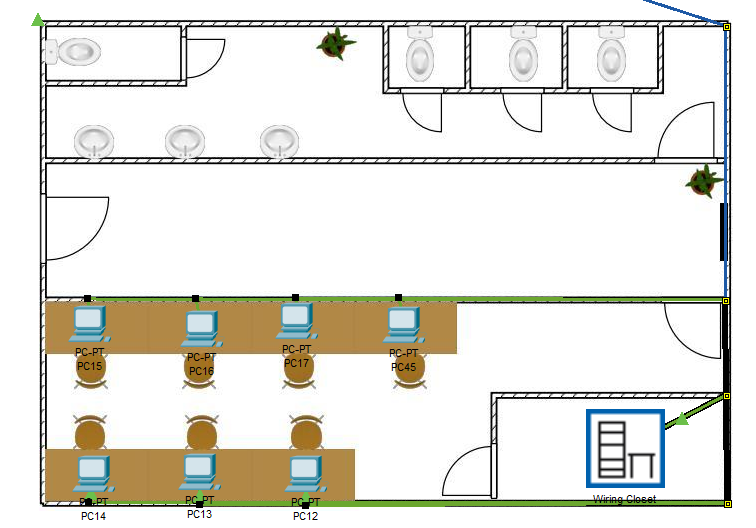 PC-PT
PC15
PC-PT
PC16
PC-PT
PC17
PC-PT
PC45
PC-PT
PC14
PC-PT
PC13
PC-PT
PC12
Wiring Closet